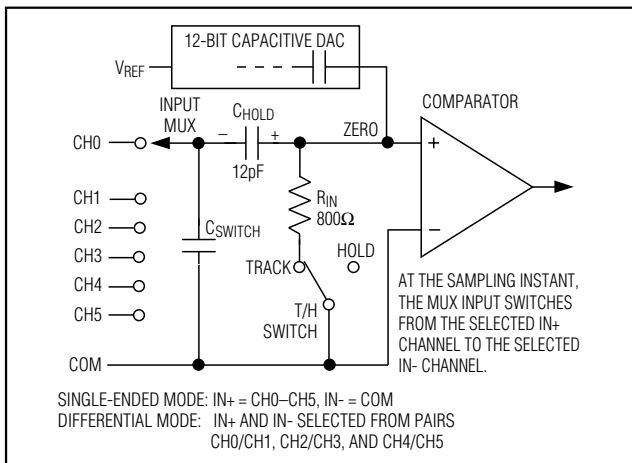 12-BIT CAPACITIVE DAC
VREF
COMPARATOR
INPUT
MUX
CHOLD
ZERO
− +
+
CH0
12pF
RIN
800Ω
−
CH1
CSWITCH
CH2
HOLD
CH3
TRACK
CH4
CH5
T/H
SWITCH
AT THE SAMPLING INSTANT,
THE MUX INPUT SWITCHES
FROM THE SELECTED IN+
CHANNEL TO THE SELECTED
IN- CHANNEL.
COM
SINGLE-ENDED MODE: IN+ = CH0–CH5, IN- = COM
DIFFERENTIAL MODE: IN+ AND IN- SELECTED FROM PAIRS
CH0/CH1, CH2/CH3, AND CH4/CH5